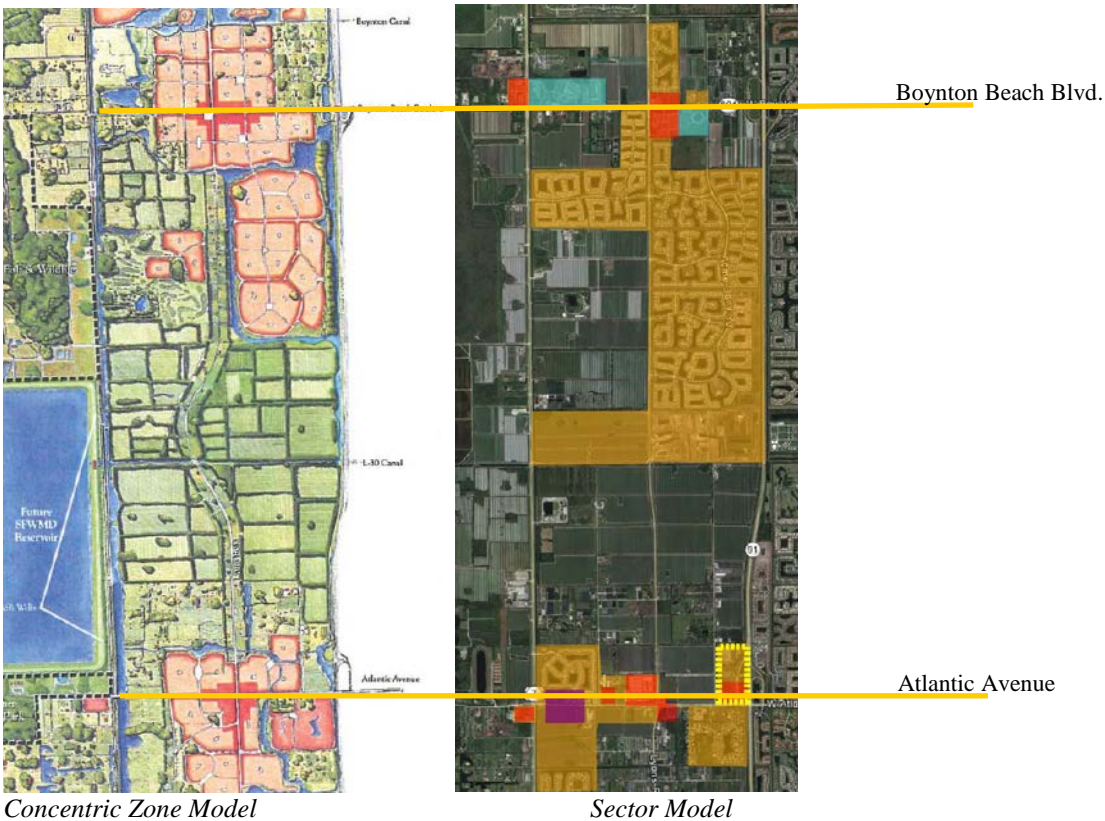 Boynton Canal
Boynton Beach Blvd.
L-30 Canal
Future
SFWMD
Reservoir
Atlantic Avenue
91
Atlantic Avenue
Concentric Zone Model
Sector Model